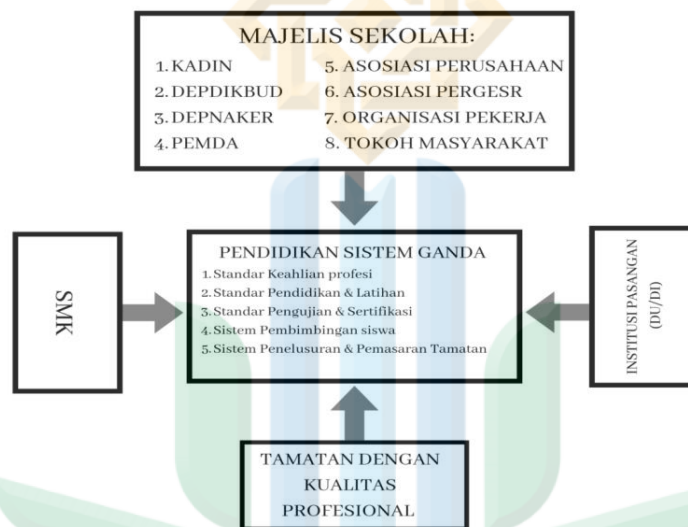 MAJELIS SEKOLAH:
1. KADIN
2. DEPDIKBUD
3. DEPNAKER
4. PEMDA
5. ASOSIASI PERUSAHAAN
6. ASOSIASI PERGESR
7. ORGANISASI PEKERJA
8. TOKOH MASYARAKAT
SMK
PENDIDIKAN SISTEM GANDA
1. Standar Keahlian profesi
2. Standar Pendidikan & Latihan
3. Standar Pengujian & Sertifikasi
4. Sistem Pembimbingan siswa
5. Sistem Penelusuran & Pemasaran Tamatan
INSTITUSI PASANGAN
(DU/DI)
TAMATAN DENGAN
KUALITAS
PROFESIONAL